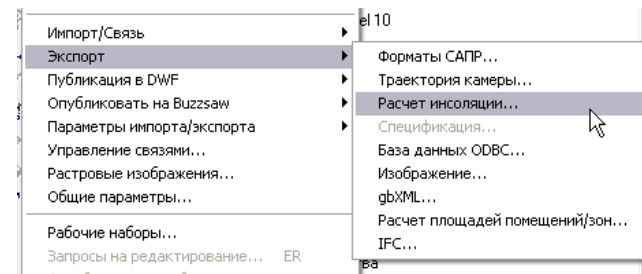 el 10
Импорт/Связь
Экспорт
Публикация в DWF
Опубликовать на Buzzsaw
Параметры импорта/экспорта
Управление связями...
Растровые изображения...
Общие параметры...
Рабочие наборы...
Запросы на редактирование... ER
Форматы САПР...
Траектория камеры...
Расчет инсоляции...
Спецификация...
База данных ODBC...
Изображение...
gbXML...
Расчет площадей помещений/зон...
IFC...
ва